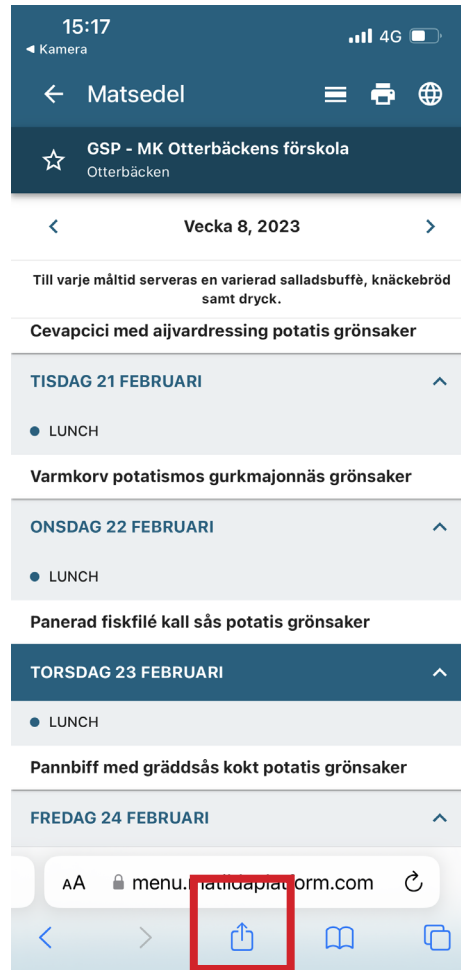 15:17
4G
◀ Kamera
Matsedel
GSP - MK Otterbäckens förskola
Otterbäcken
Vecka 8, 2023
Till varje måltid serveras en varierad salladsbuffè, knäckebröd
samt dryck.
Cevapcici med aijvardressing potatis grönsaker
TISDAG 21 FEBRUARI
LUNCH
Varmkorv potatismos gurkmajonnäs grönsaker
ONSDAG 22 FEBRUARI
LUNCH
Panerad fiskfilé kall sås potatis grönsaker
TORSDAG 23 FEBRUARI
LUNCH
Pannbiff med gräddsås kokt potatis grönsaker
FREDAG 24 FEBRUARI
AA menu.matildaplatform.com